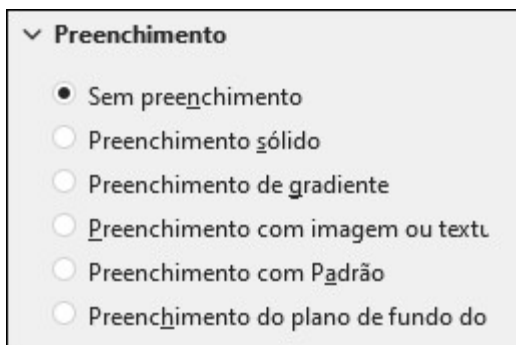 Preenchimento
Sem preenchimento
Preenchimento sólido
Preenchimento de gradiente
Preenchimento com imagem ou textu
Preenchimento com Padrão
Preenchimento do plano de fundo do